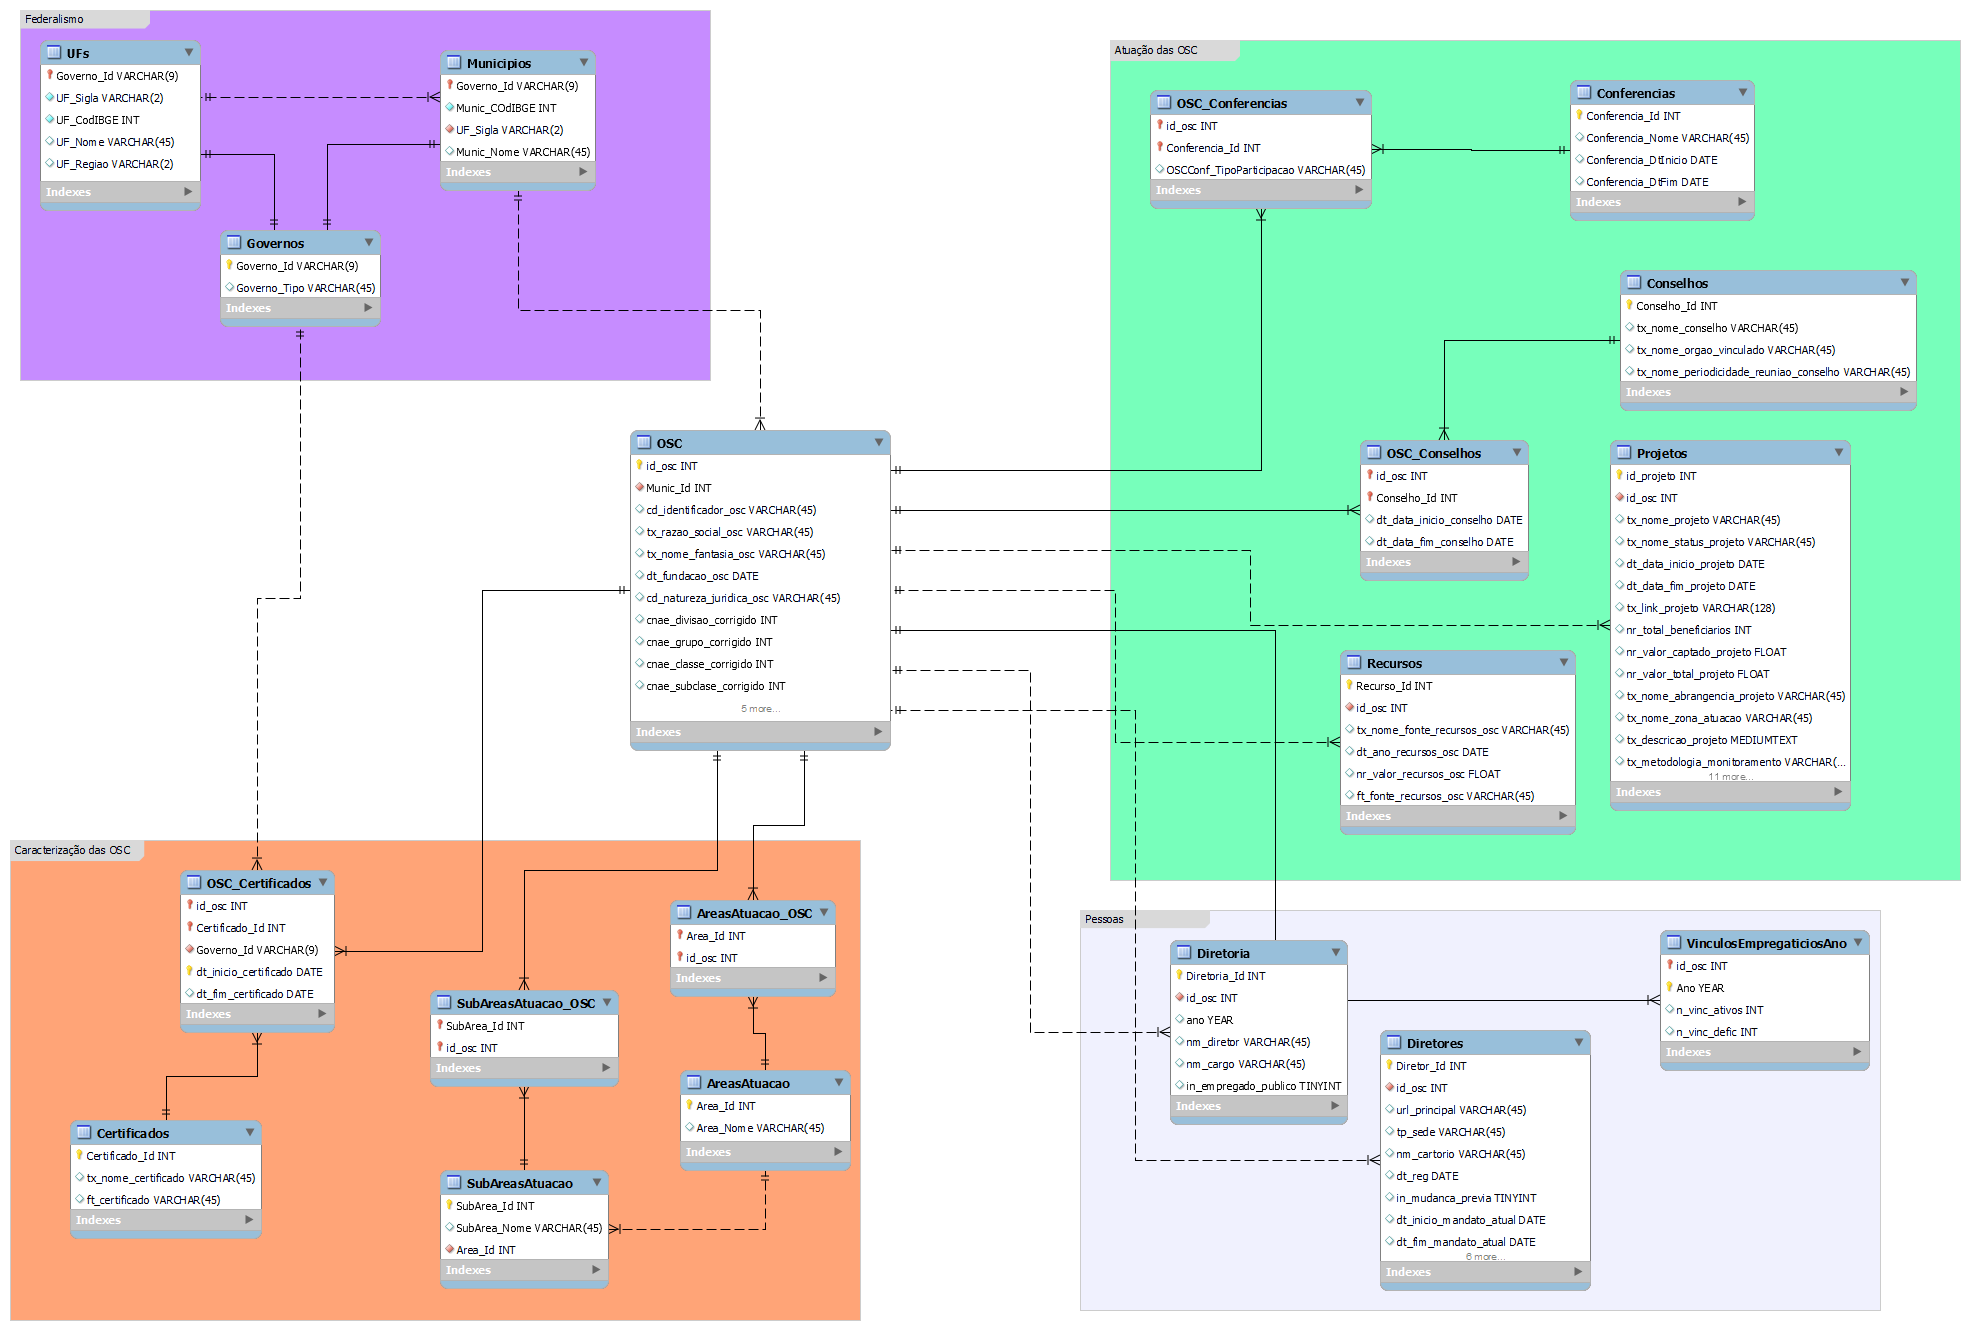 Federalismo
UFs
Governo_Id VARCHAR(9)
UF_Sigla VARCHAR(2)
UF_CodIBGE INT
UF_Nome VARCHAR(45)
UF_Regiao VARCHAR(2)
Indexes
Municipios
Governo_Id VARCHAR(9)
Munic_COdIBGE INT
UF_Sigla VARCHAR(2)
Munic_Nome VARCHAR(45)
Indexes
Governos
Governo_Id VARCHAR(9)
Governo_Tipo VARCHAR(45)
Indexes
Atuação das OSC
OSC_Conferencias
id_osc INT
Conferencia_Id INT
OSCConf_TipoParticipacao VARCHAR(45)
Indexes
Conferencias
Conferencia_Id INT
Conferencia_Nome VARCHAR(45)
Conferencia_DtInicio DATE
Conferencia_DtFim DATE
Indexes
Conselhos
Conselho_Id INT
tx_nome_conselho VARCHAR(45)
tx_nome_orgao_vinculado VARCHAR(45)
tx_nome_periodicidade_reuniao_conselho VARCHAR(45)
Indexes
OSC
id_osc INT
Munic_Id INT
cd_identificador_osc VARCHAR(45)
tx_razao_social_osc VARCHAR(45)
tx_nome_fantasia_osc VARCHAR(45)
dt_fundacao_osc DATE
cd_natureza_juridica_osc VARCHAR(45)
cnae_divisao_corrigido INT
cnae_grupo_corrigido INT
cnae_classe_corrigido INT
cnae_subclase_corrigido INT
5 more...
Indexes
OSC_Conselhos
id_osc INT
Conselho_Id INT
dt_data_inicio_conselho DATE
dt_data_fim_conselho DATE
Indexes
Projetos
id_projeto INT
id_osc INT
tx_nome_projeto VARCHAR(45)
tx_nome_status_projeto VARCHAR(45)
dt_data_inicio_projeto DATE
dt_data_fim_projeto DATE
tx_link_projeto VARCHAR(128)
nr_total_beneficiarios INT
nr_valor_captado_projeto FLOAT
nr_valor_total_projeto FLOAT
tx_nome_abrangencia_projeto VARCHAR(45)
tx_nome_zona_atuacao VARCHAR(45)
tx_descricao_projeto MEDIUMTEXT
tx_metodologia_monitoramento VARCHAR(...
11 more...
Indexes
Recursos
Recurso_Id INT
id_osc INT
tx_nome_fonte_recursos_osc VARCHAR(45)
dt_ano_recursos_osc DATE
nr_valor_recursos_osc FLOAT
ft_fonte_recursos_osc VARCHAR(45)
Indexes
Caracterização das OSC
OSC_Certificados
id_osc INT
Certificado_Id INT
Governo_Id VARCHAR(9)
dt_inicio_certificado DATE
dt_fim_certificado DATE
Indexes
AreasAtuacao_OSC
Area_Id INT
id_osc INT
Indexes
SubAreasAtuacao_OSC
SubArea_Id INT
id_osc INT
Indexes
AreasAtuacao
Area_Id INT
Area_Nome VARCHAR(45)
Indexes
Certificados
Certificado_Id INT
tx_nome_certificado VARCHAR(45)
ft_certificado VARCHAR(45)
Indexes
SubAreasAtuacao
SubArea_Id INT
SubArea_Nome VARCHAR(45)
Area_Id INT
Indexes
Pessoas
Diretoria
Diretoria_Id INT
id_osc INT
ano YEAR
nm_diretor VARCHAR(45)
nm_cargo VARCHAR(45)
in_empregado_publico TINYINT
Indexes
VinculosEmpregaticiosAno
id_osc INT
Ano YEAR
n_vinc_ativos INT
n_vinc_defic INT
Indexes
Diretores
Diretor_Id INT
id_osc INT
url_principal VARCHAR(45)
tp_sede VARCHAR(45)
nm_cartorio VARCHAR(45)
dt_reg DATE
in_mudanca_previa TINYINT
dt_inicio_mandato_atual DATE
dt_fim_mandato_atual DATE
6 more...
Indexes